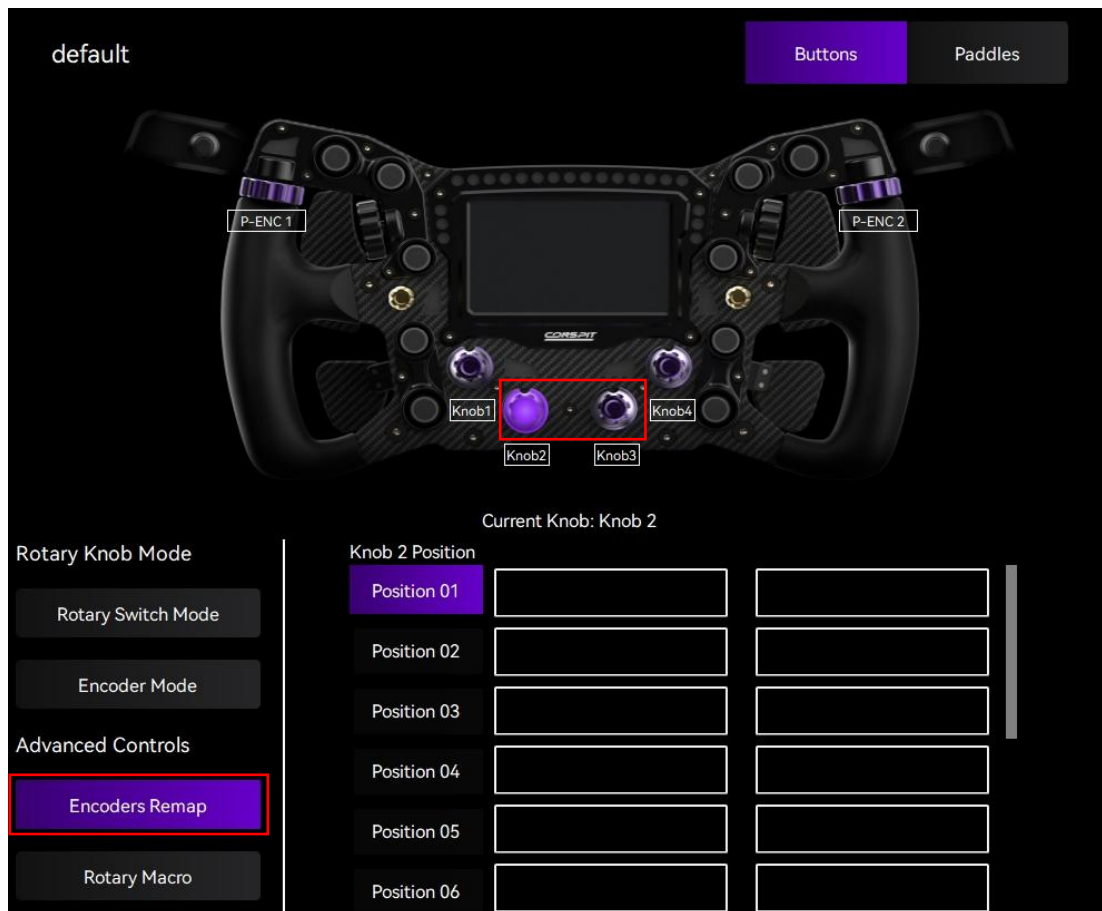 default
Buttons
Paddles
P-ENC 1
P-ENC 2
CORSPIT
Knob1
Knob4
Knob2
Knob3
Current Knob: Knob 2
Rotary Knob Mode
Rotary Switch Mode
Encoder Mode
Advanced Controls
Encoders Remap
Rotary Macro
Knob 2 Position
Position 01
Position 02
Position 03
Position 04
Position 05
Position 06